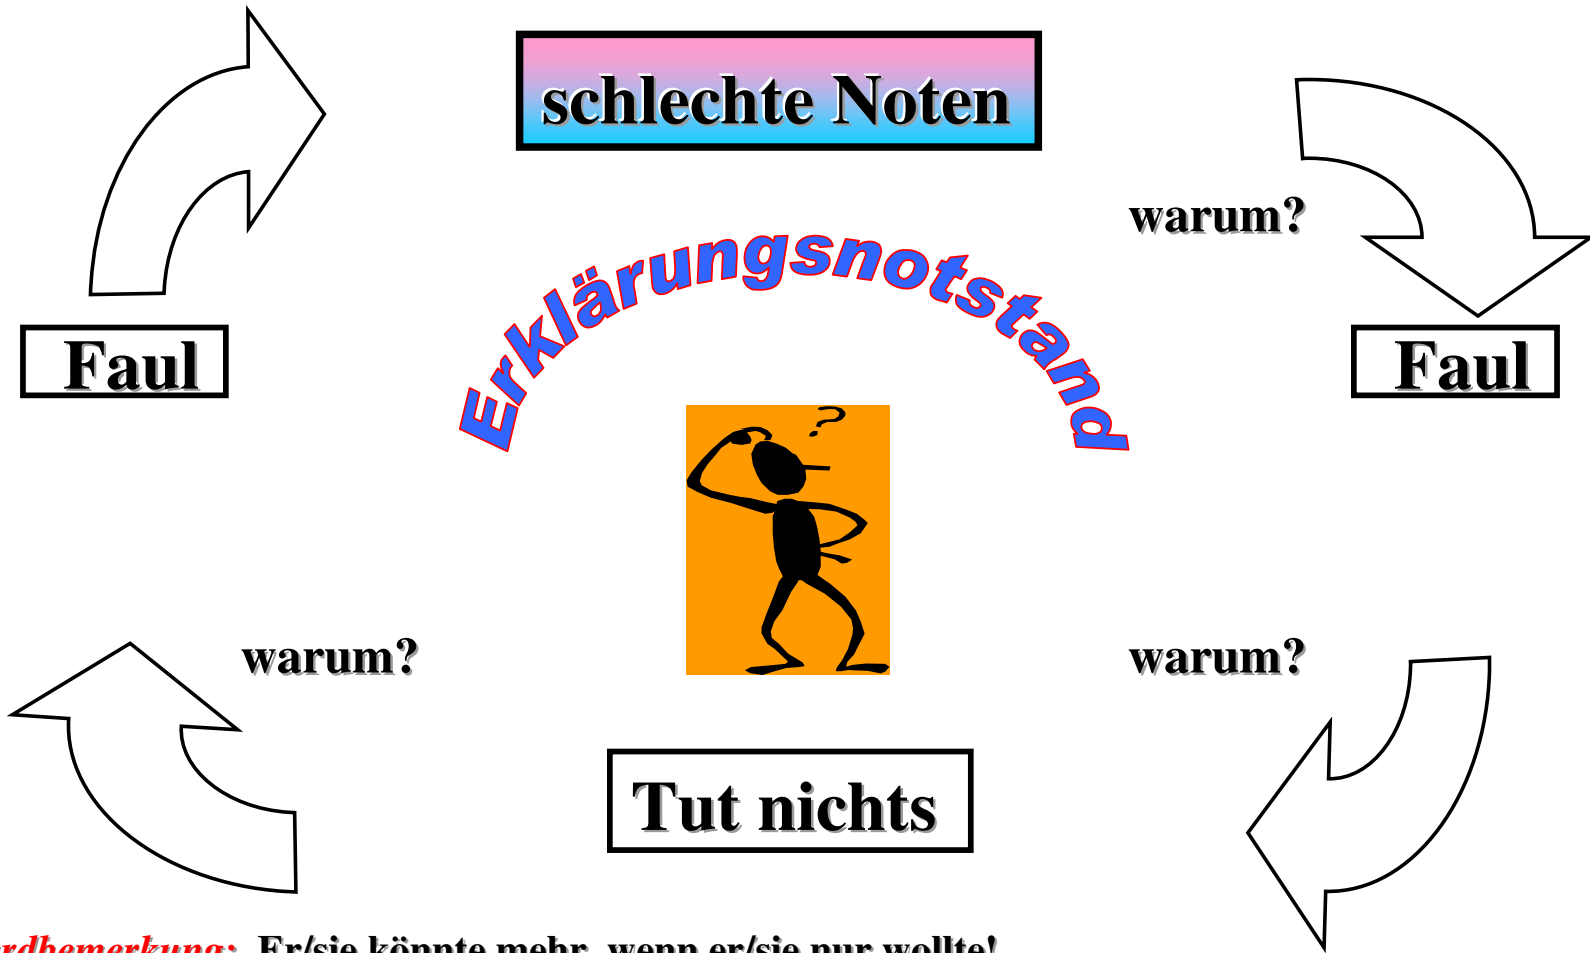 schlechte Noten
warum?
Erklärungsnotstand
Faul
Faul
?
warum?
warum?
Tut nichts
Er/sie könnte mehr, wenn er/sie nur wollte!